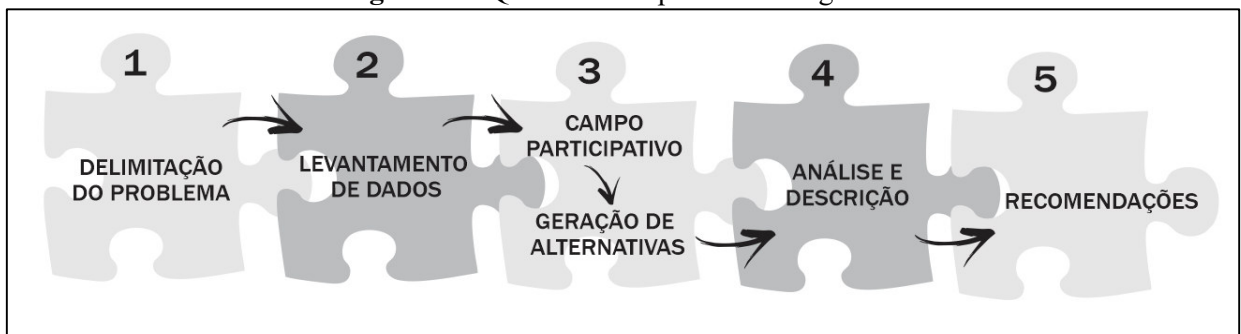 1
DELIMITAÇÃO
DO PROBLEMA
2
LEVANTAMENTO
DE DADOS
3
CAMPO
PARTICIPATIVO
GERAÇÃO DE
ALTERNATIVAS
4
ANÁLISE E
DESCRIÇÃO
5
RECOMENDAÇÕES